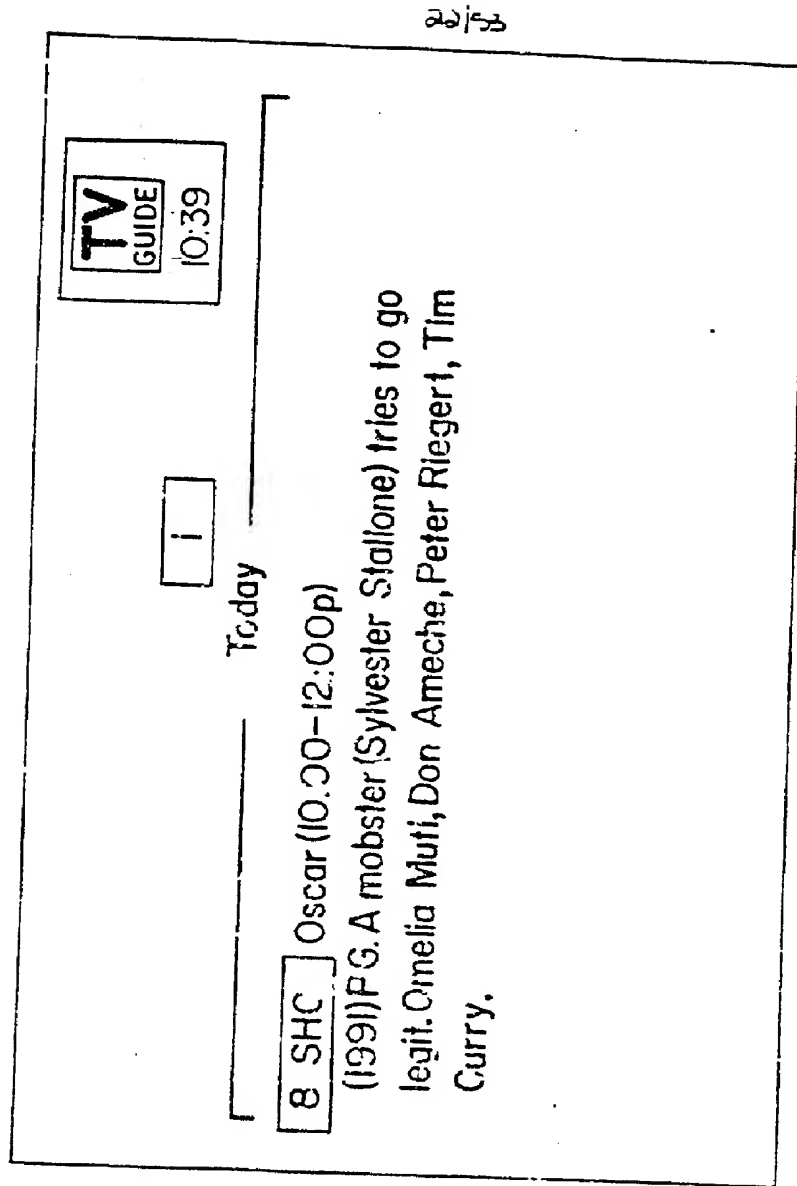 22/53
TV
GUIDE
10:39
i
Today
8 SHC Oscar (10.00-12:00p)
(1991) PG. A mobster (Sylvester Stallone) tries to go
legit. Ornelia Muti, Don Ameche, Peter Riegert, Tim
Curry.